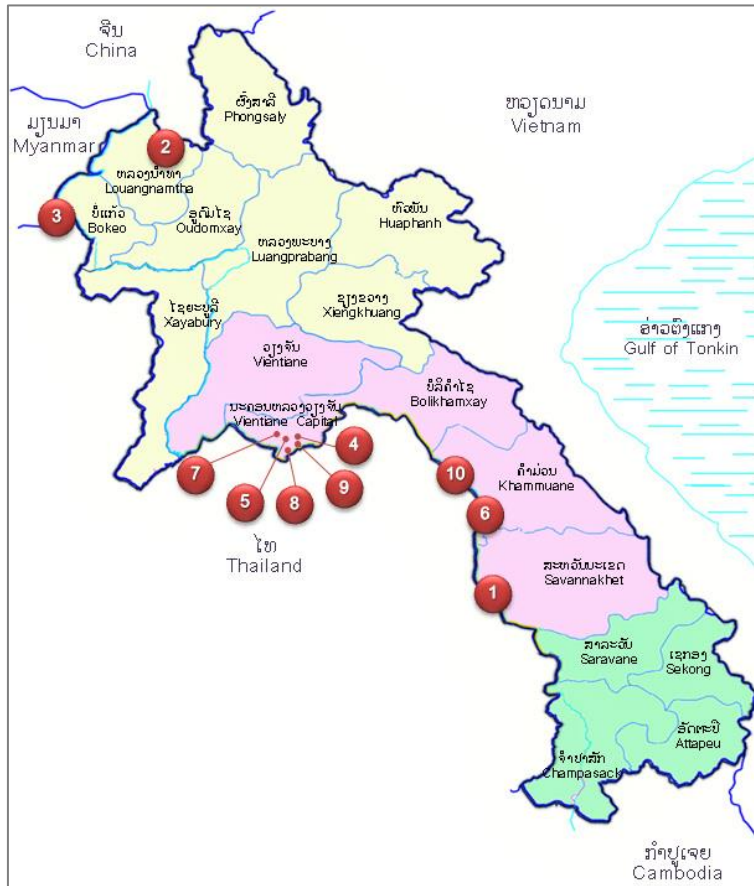 ຈີນ
China
ຫວຽດນາມ
Vietnam
ມຽນມາ
Myanmar
ຜົ້ງສາລີ
Phongsaly
2
ຫລວງນ້ຳທາ
Louangnamtha
3
ບໍ່ແກ້ວ
Bokeo
ອູດົມໄຊ
Oudomxay
ຫລວງພະບາງ
Luangprabang
ຫົວພັນ
Huaphanh
ໄຊຍະບູລີ
Xayabury
ຊຽງຂວາງ
Xiengkhuang
ອ່າວຕົງແກງ
Gulf of Tonkin
ວຽງຈັນ
Vientiane
ບໍລິຄຳໄຊ
Bolikhamxay
ນະຄອນຫລວງວຽງຈັນ
Vientiane Capital
7
5
8
9
4
10
ຄຳມ່ວນ
Khammuane
6
ໄທ
Thailand
ສະຫວັນນະເຂດ
Savannakhet
1
ສາລະວັນ
Saravane
ເຊກອງ
Sekong
ອັດຕະປື
Attapeu
ຈຳປາສັກ
Champasack
ກຳປູເຈຍ
Cambodia